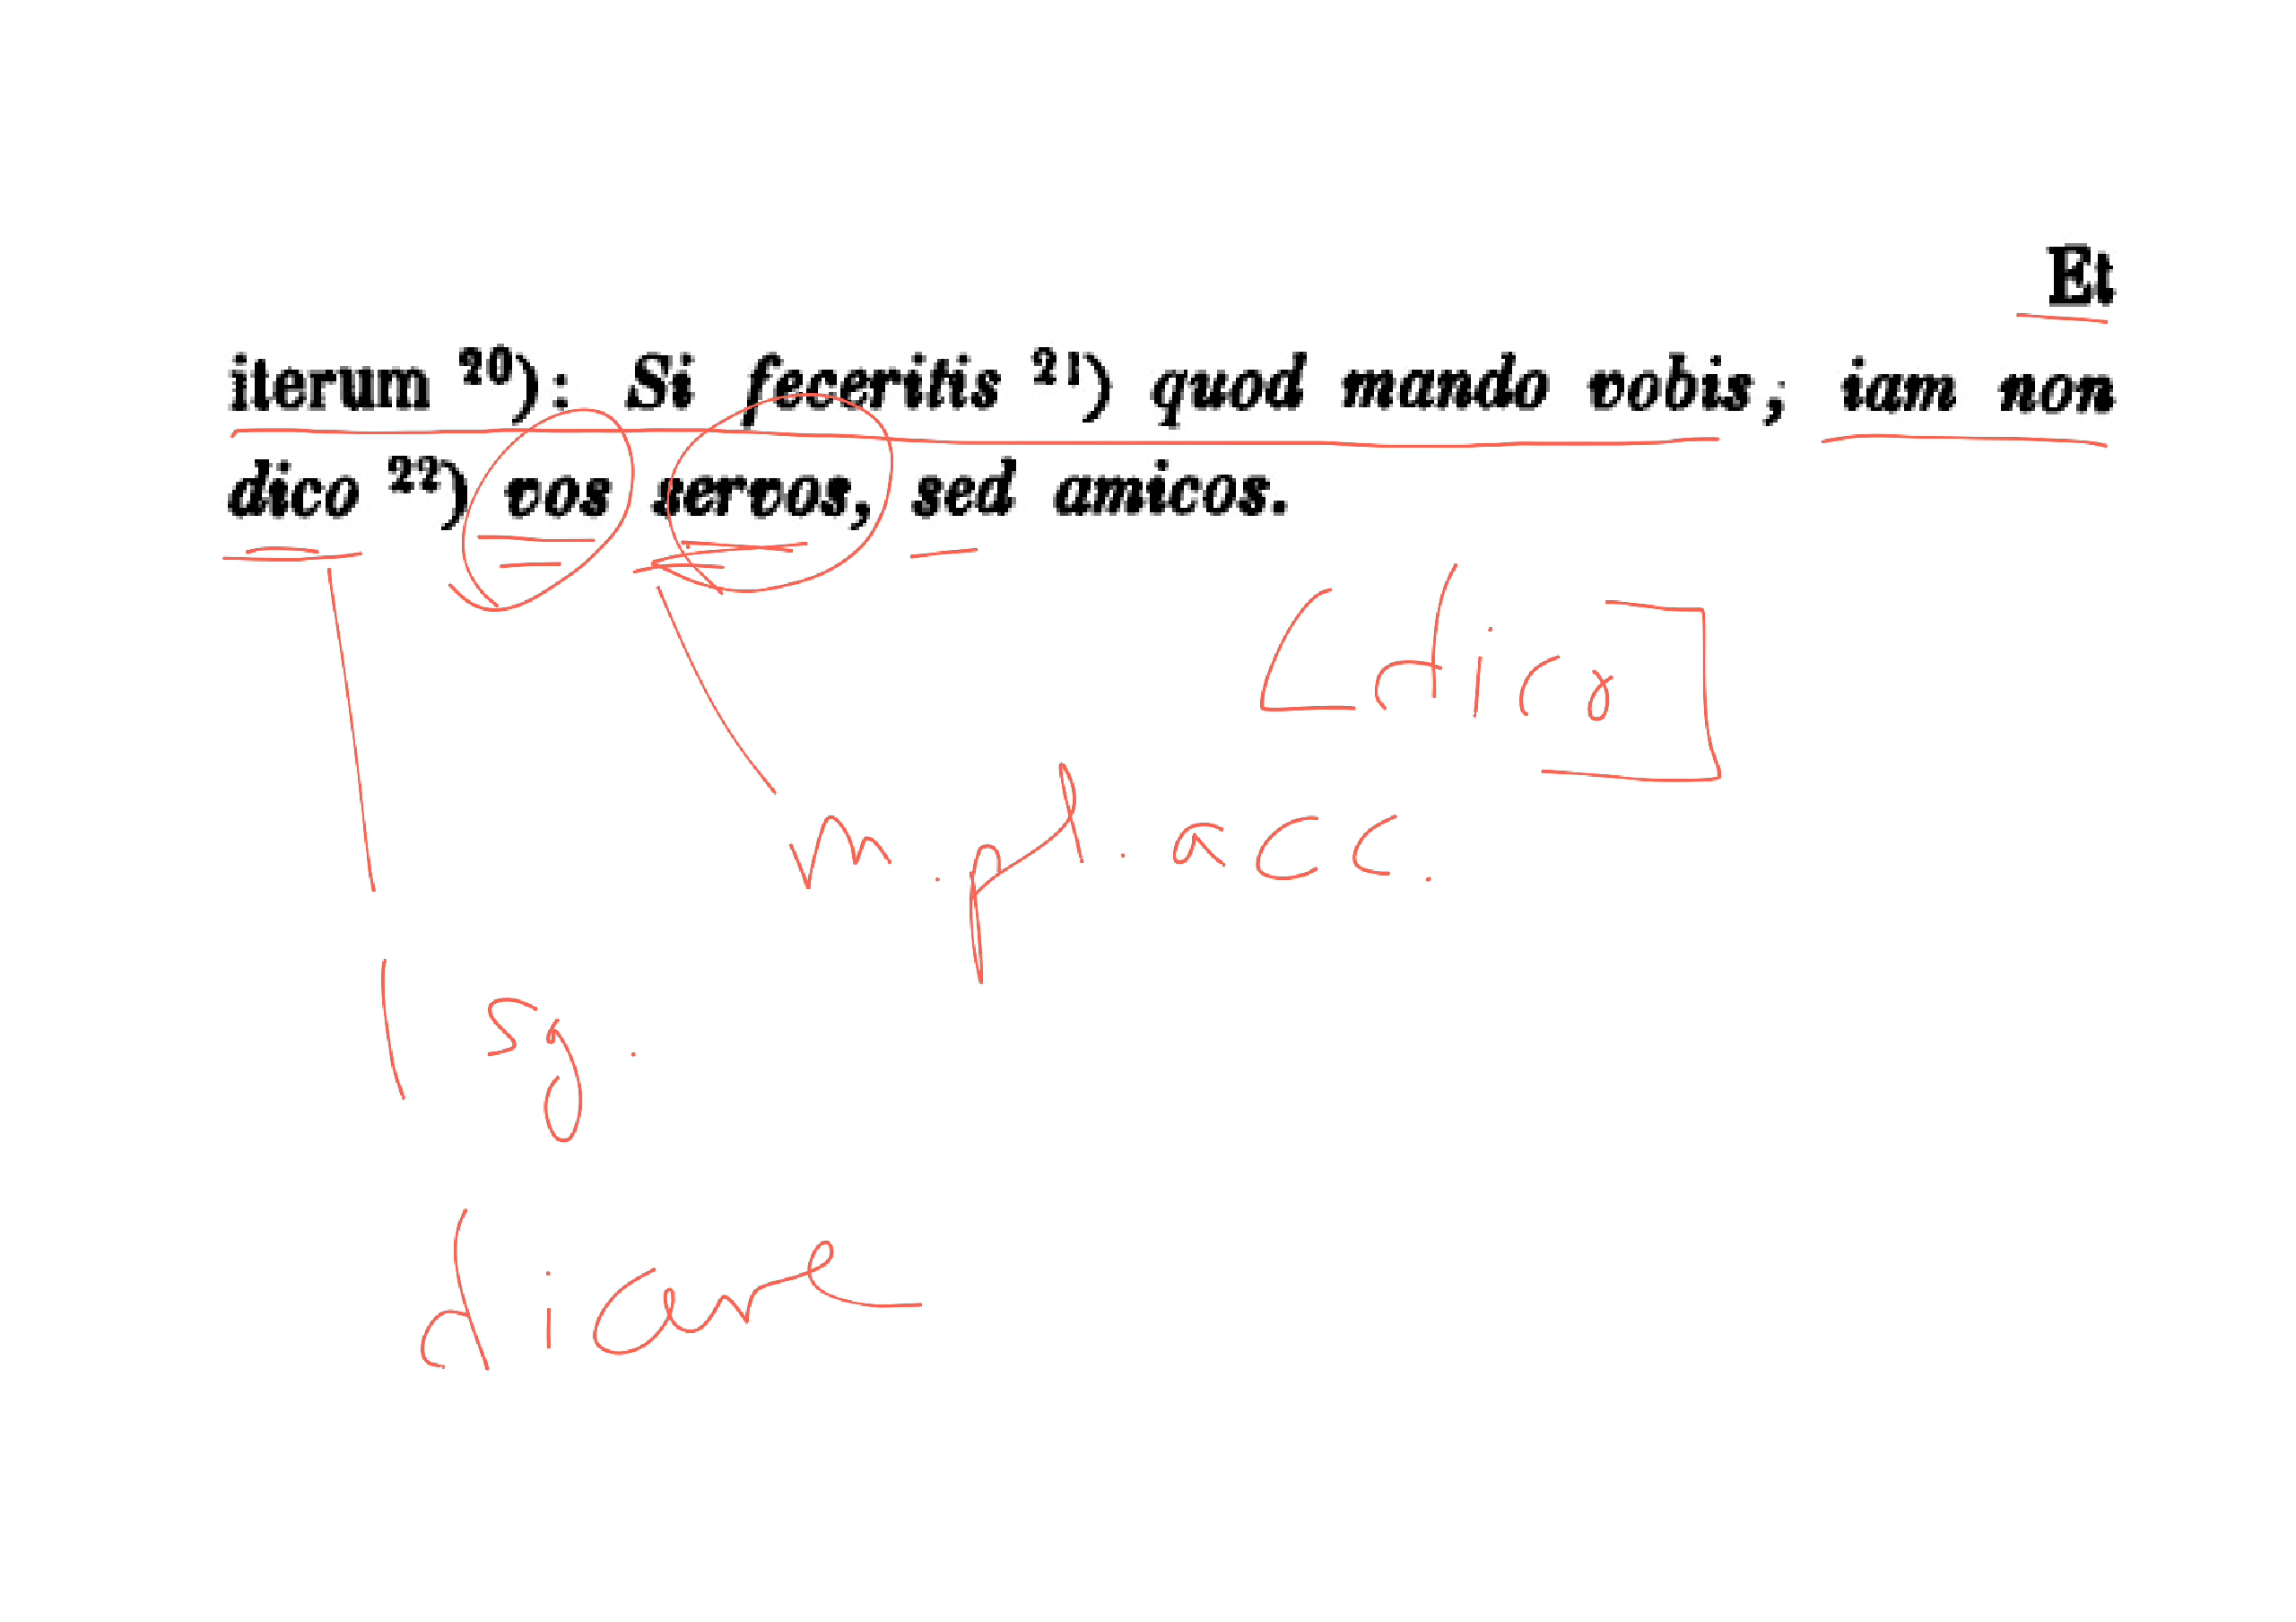 Et
iterum 20): Si feceritis 21) quod mando vobis; iam non
dico 22) vos servos, sed amicos.
[dico]
m.pl.acc.
1 sg.
dicare